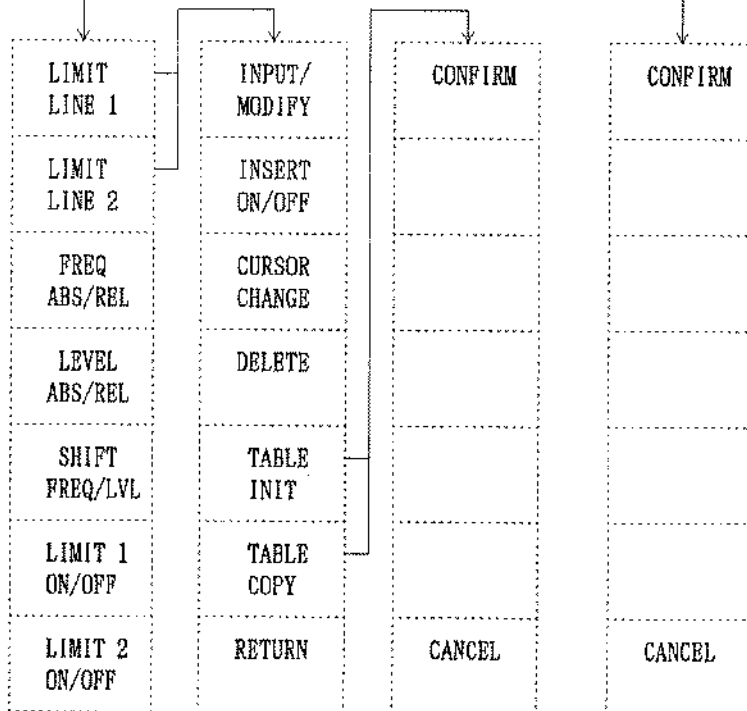 LIMIT
LINE 1
LIMIT
LINE 2
FREQ
ABS/REL
LEVEL
ABS/REL
SHIFT
FREQ/LVL
LIMIT 1
ON/OFF
LIMIT 2
ON/OFF
INPUT/
MODIFY
INSERT
ON/OFF
CURSOR
CHANGE
DELETE
TABLE
INIT
TABLE
COPY
RETURN
CONFIRM
CANCEL
CONFIRM
CANCEL